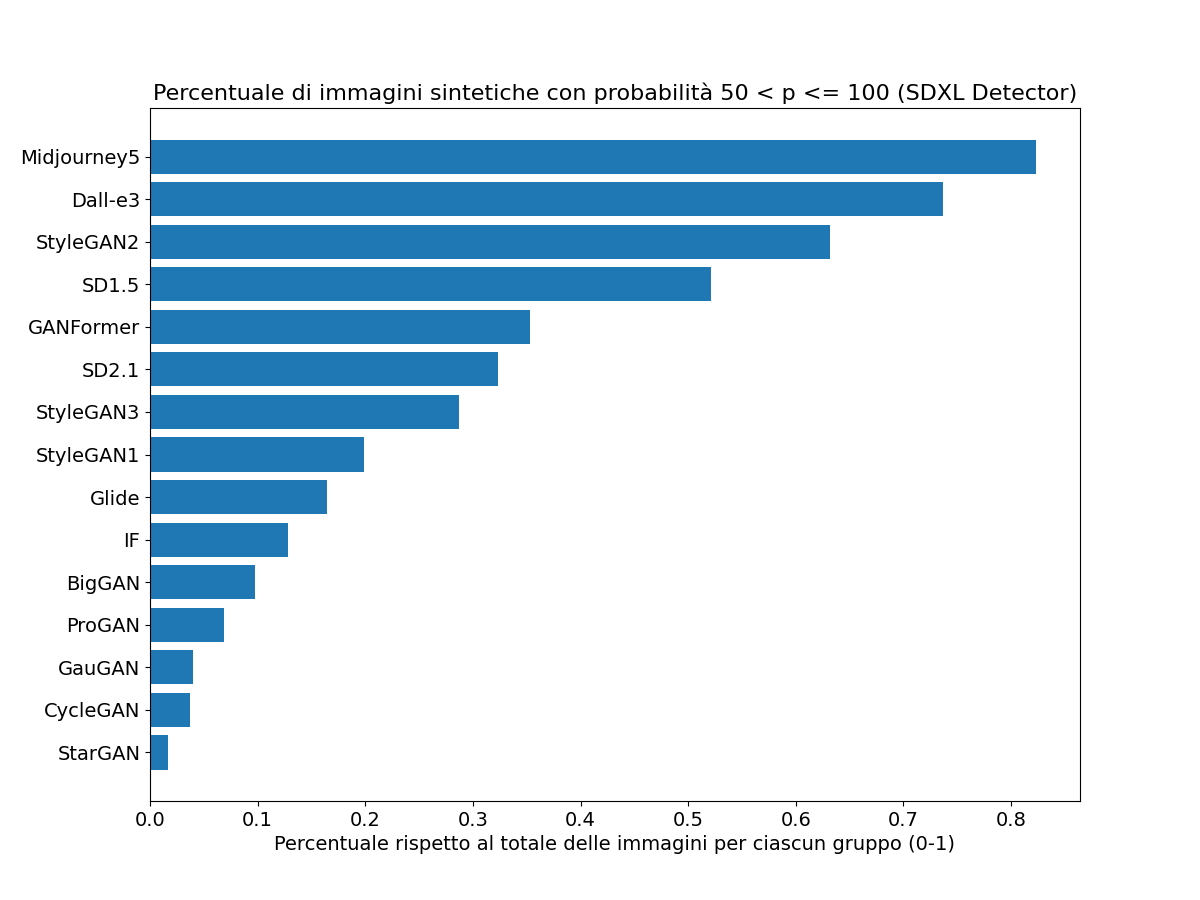 Percentuale di immagini sintetiche con probabilità 50 < p <= 100 (SDXL Detector)
Midjourney5
Dall-e3
StyleGAN2
SD1.5
GANFormer
SD2.1
StyleGAN3
StyleGAN1
Glide
IF
BigGAN
ProGAN
GauGAN
CycleGAN
StarGAN
0.0 0.1 0.2 0.3 0.4 0.5 0.6 0.7 0.8
Percentuale rispetto al totale delle immagini per ciascun gruppo (0-1)